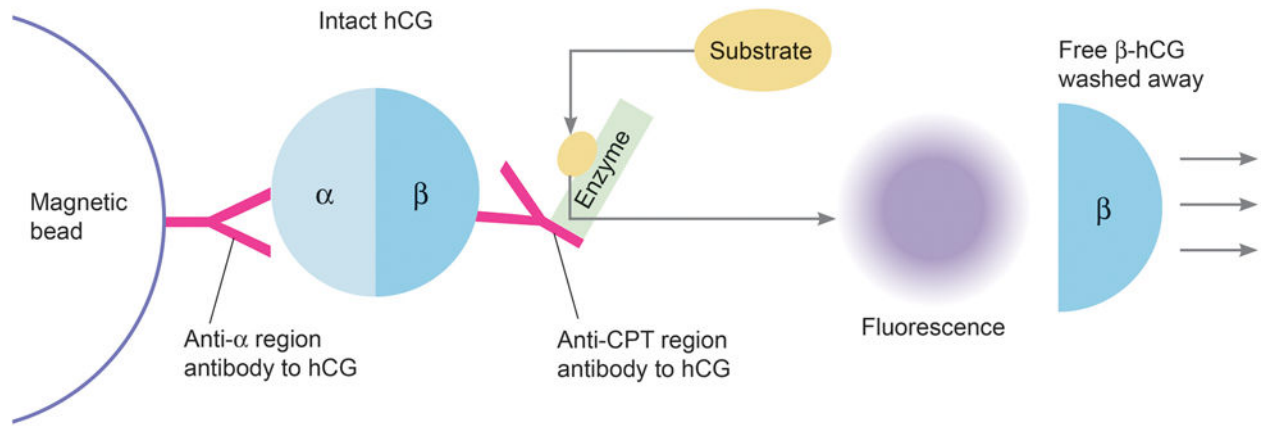 Intact hCG
Substrate
Free β-hCG
washed away
Enzyme
Magnetic
bead
α
β
β
Anti-α region
antibody to hCG
Anti-CPT region
antibody to hCG
Fluorescence